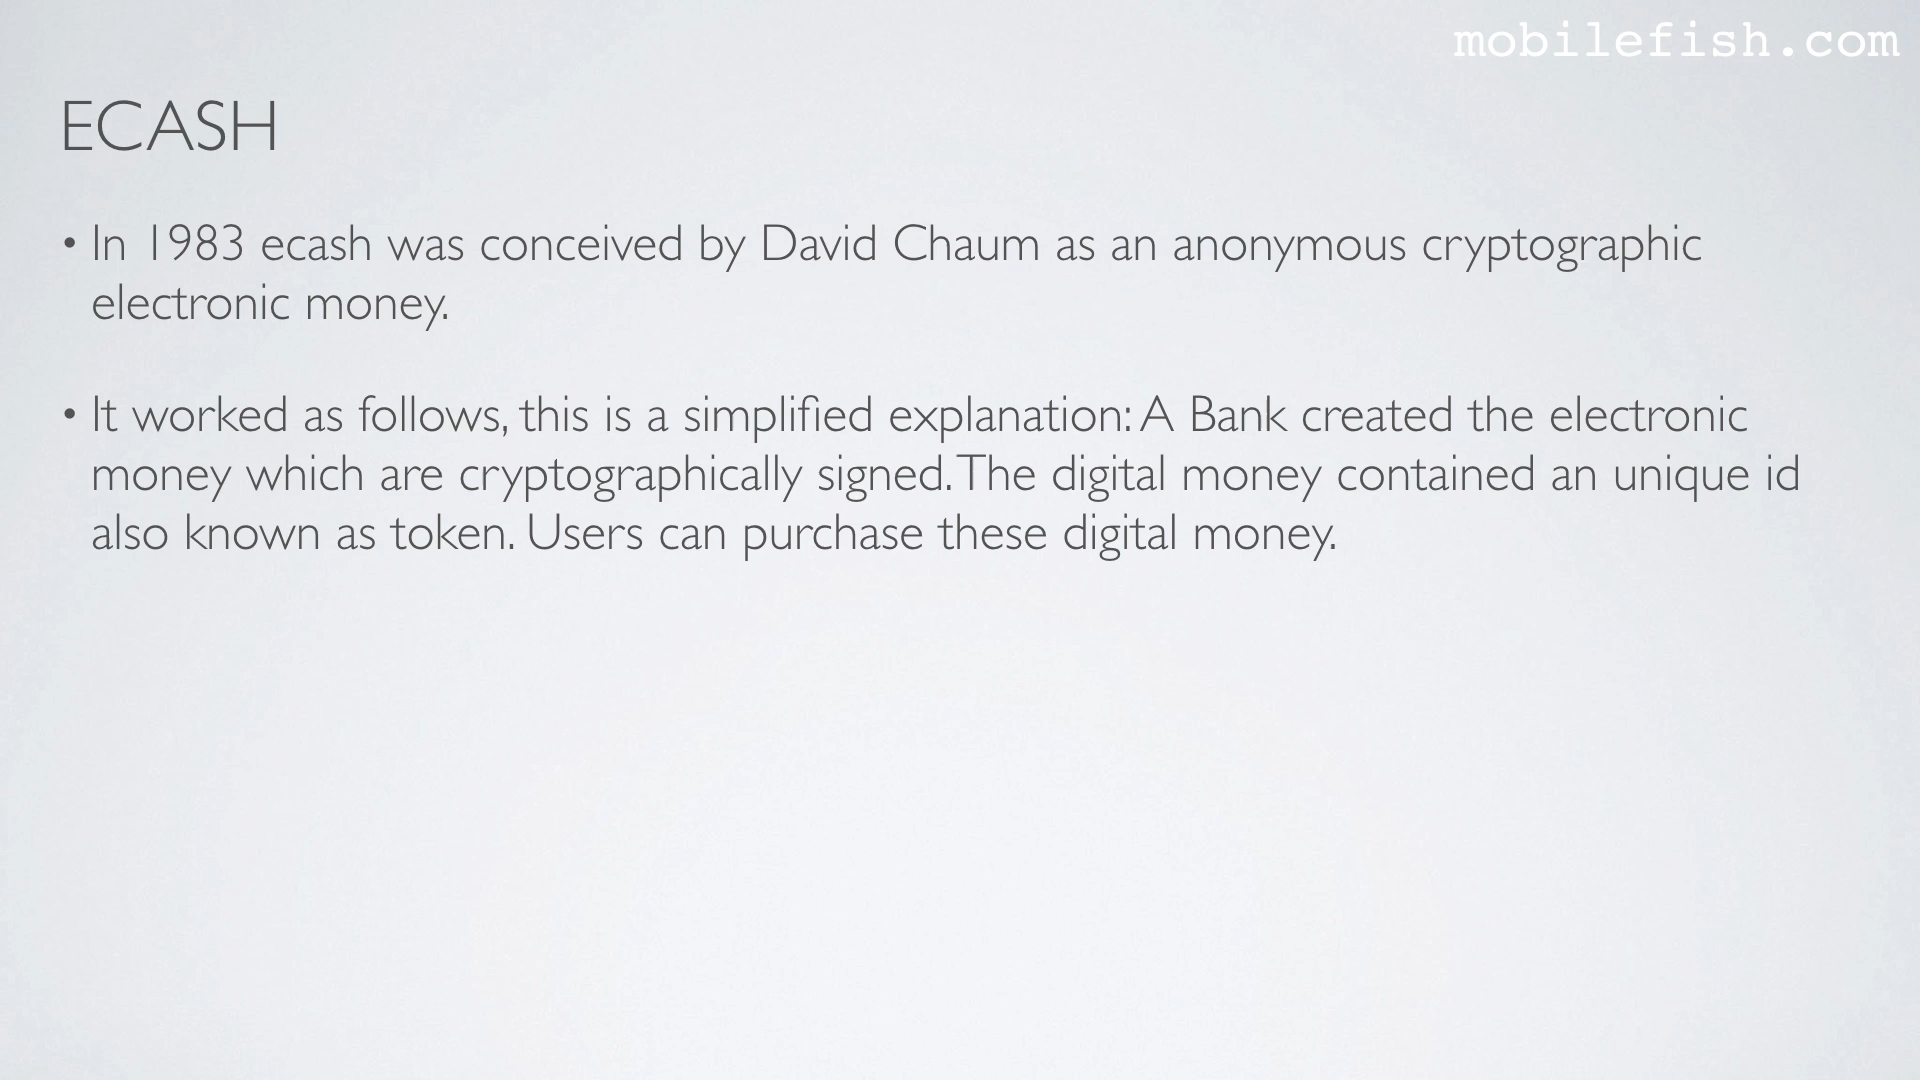 mobilefish.com
ECASH
• In 1983 ecash was conceived by David Chaum as an anonymous cryptographic
electronic money.
• It worked as follows, this is a simplified explanation: A Bank created the electronic
money which are cryptographically signed. The digital money contained an unique id
also known as token. Users can purchase these digital money.